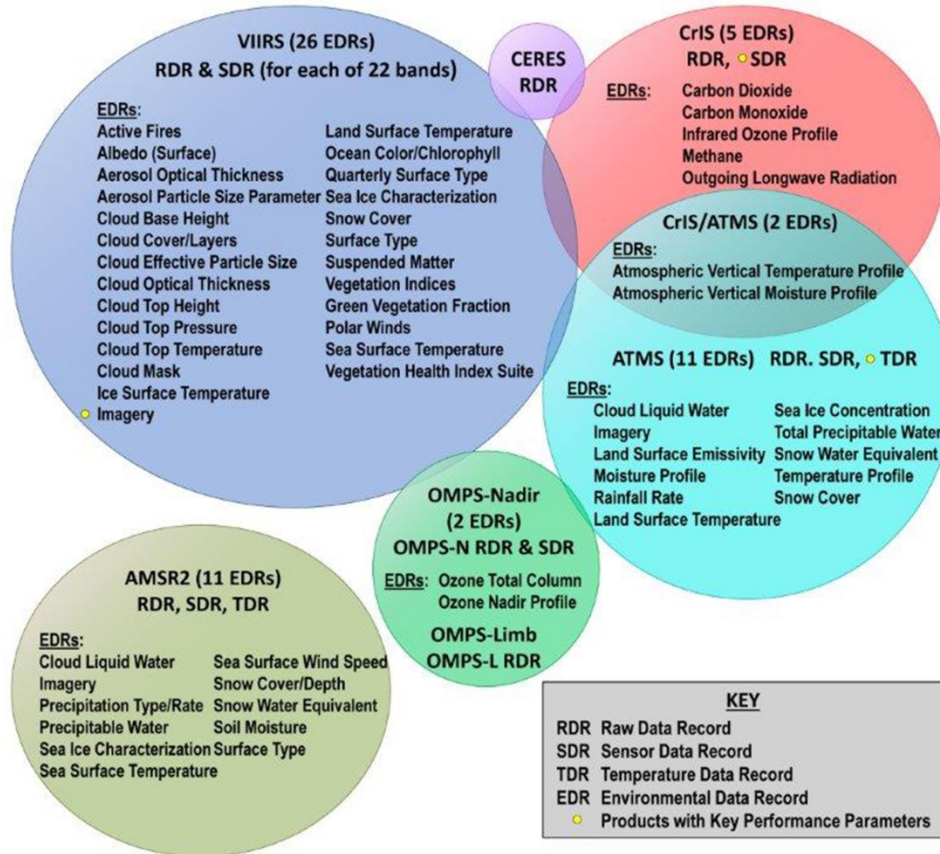 VIIRS (26 EDRs)
RDR & SDR (for each of 22 bands)
EDRs:
Active Fires
Albedo (Surface)
Aerosol Optical Thickness
Aerosol Particle Size Parameter
Cloud Base Height
Cloud Cover/Layers
Cloud Effective Particle Size
Cloud Optical Thickness
Cloud Top Height
Cloud Top Pressure
Cloud Top Temperature
Cloud Mask
Ice Surface Temperature
Imagery
Land Surface Temperature
Ocean Color/Chlorophyll
Quarterly Surface Type
Sea Ice Characterization
Snow Cover
Surface Type
Suspended Matter
Vegetation Indices
Green Vegetation Fraction
Polar Winds
Sea Surface Temperature
Vegetation Health Index Suite
CERES
RDR
CrIS (5 EDRs)
RDR, SDR
EDRs:
Carbon Dioxide
Carbon Monoxide
Infrared Ozone Profile
Methane
Outgoing Longwave Radiation
CrIS/ATMS (2 EDRs)
EDRs:
Atmospheric Vertical Temperature Profile
Atmospheric Vertical Moisture Profile
ATMS (11 EDRs) RDR. SDR, TDR
EDRs:
Cloud Liquid Water
Imagery
Land Surface Emissivity
Moisture Profile
Rainfall Rate
Land Surface Temperature
Sea Ice Concentration
Total Precipitable Water
Snow Water Equivalent
Temperature Profile
Snow Cover
OMPS-Nadir
(2 EDRs)
OMPS-N RDR & SDR
EDRs: Ozone Total Column
Ozone Nadir Profile
OMPS-Limb
OMPS-L RDR
AMSR2 (11 EDRs)
RDR, SDR, TDR
EDRs:
Cloud Liquid Water
Imagery
Precipitation Type/Rate
Precipitable Water
Sea Ice Characterization
Sea Surface Temperature
Sea Surface Wind Speed
Snow Cover/Depth
Snow Water Equivalent
Soil Moisture
Surface Type
KEY
RDR Raw Data Record
SDR Sensor Data Record
TDR Temperature Data Record
EDR Environmental Data Record
Products with Key Performance Parameters